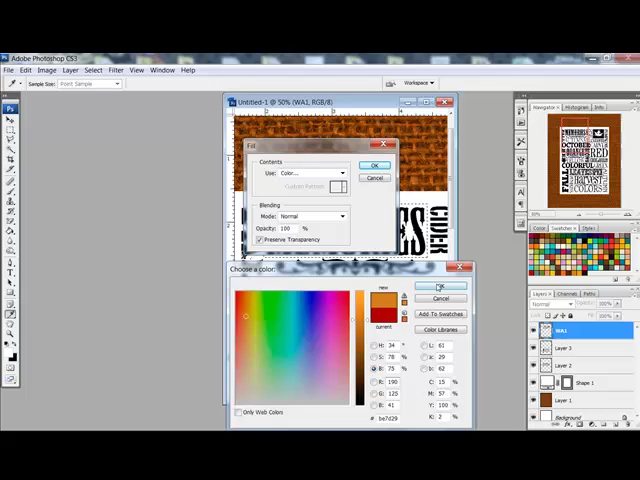 Adobe Photoshop CS3
File Edit Image Layer Select Filter View Window Help
Sample Size: Point Sample
Workspace
Untitled-1 @ 50% (WA1, RGB/8)
Navigator Histogram Info
Fill
Contents
Use: Color...
Custom Pattern:
OK
Cancel
Blending
Mode: Normal
Opacity: 100 %
Preserve Transparency
CIDER
OCTOBER
ORANGE
RED
COLORFUL
FALL
HARVEST
COLORS
Color Swatches Styles
Choose a color:
new
current
OK
Cancel
Add To Swatches
Color Libraries
H: 34 °
S: 78 %
B: 75 %
R: 190
G: 125
B: 41
# be7d29
L: 61
a: 29
b: 62
C: 15 %
M: 57 %
Y: 100 %
K: 2 %
Only Web Colors
Layers Channels Paths
Normal
WA1
Layer 3
Layer 2
Shape 1
Layer 1
Background